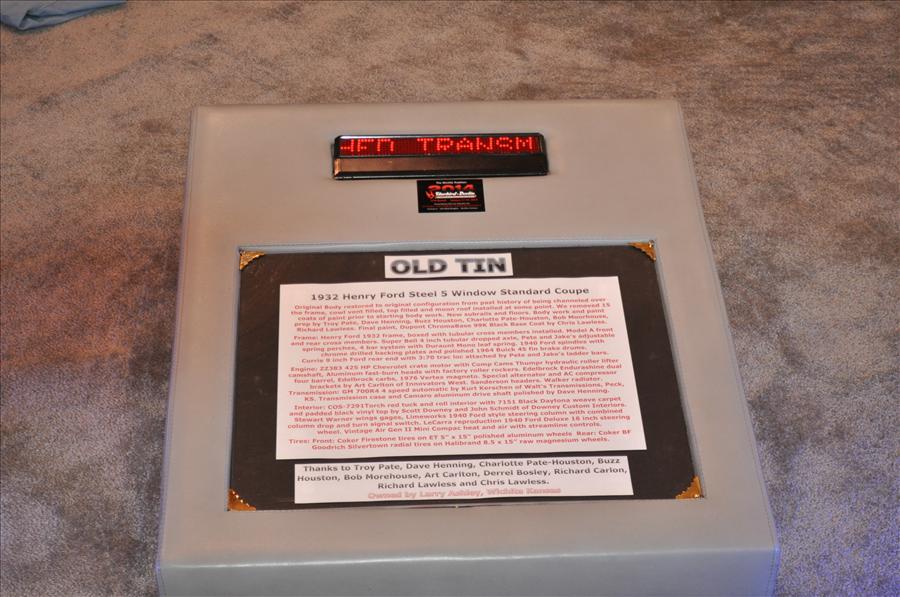 TRANSM
2014
OLD TIN
1932 Henry Ford Steel 5 Window Standard Coupe
Original Body restored to original configuration from past history of being channeled over
the frame, cowl vent filled, top filled and moon roof installed at some point. We removed 15
coats of paint prior to starting body work. New subrails and floors. Body work and paint
prep by Troy Pate, Dave Henning, Buzz Houston, Charlotte Pate-Houston, Bob Morehouse,
Richard Lawless. Final paint, Dupont ChromaBase 99K Black Base Coat by Chris Lawless.
Frame: Henry Ford 1932 frame, boxed with tubular cross members installed. Model A front
and rear cross members. Super Bell 4 inch tubular dropped axle, Pete and Jake's adjustable
spring perches, 4 bar system with Duraunt Mono leaf spring. 1940 Ford spindles with
chrome drilled backing plates and polished 1964 Buick 45 fin brake drums.
Currie 9 inch Ford rear end with 3:70 trac loc attached by Pete and Jake's ladder bars.
Engine: ZZ383 425 HP Chevrolet crate motor with Comp Cams Thumpr hydraulic roller lifter
camshaft, Aluminum fast-burn heads with factory roller rockers. Edelbrock Endurashine dual
four barrel, Edelbrock carbs, 1976 Vertex magneto. Special alternator and AC compressor
brackets by Art Carlton of Innovators West. Sanderson headers. Walker radiator.
Transmission: GM 700R4 4 speed automatic by Kurt Kerschen of Walt's Transmissions, Peck,
KS. Transmission case and Camaro aluminum drive shaft polished by Dave Henning.
Interior: COS-7291Torch red tuck and roll interior with 7151 Black Daytona weave carpet
and padded black vinyl top by Scott Downey and John Schmidt of Downey Custom Interiors.
Stewart Warner wings gages, Limeworks 1940 Ford style steering column with combined
column drop and turn signal switch. LeCarra reproduction 1940 Ford Deluxe 16 inch steering
wheel. Vintage Air Gen II Mini Compac heat and air with streamline controls.
Tires: Front: Coker Firestone tires on ET 5" x 15" polished aluminum wheels Rear: Coker BF
Goodrich Silvertown radial tires on Halibrand 8.5 x 15" raw magnesium wheels.
Thanks to Troy Pate, Dave Henning, Charlotte Pate-Houston, Buzz
Houston, Bob Morehouse, Art Carlton, Derrel Bosley, Richard Carlon,
Richard Lawless and Chris Lawless.
Owned by Larry Ashley, Wichita Kansas